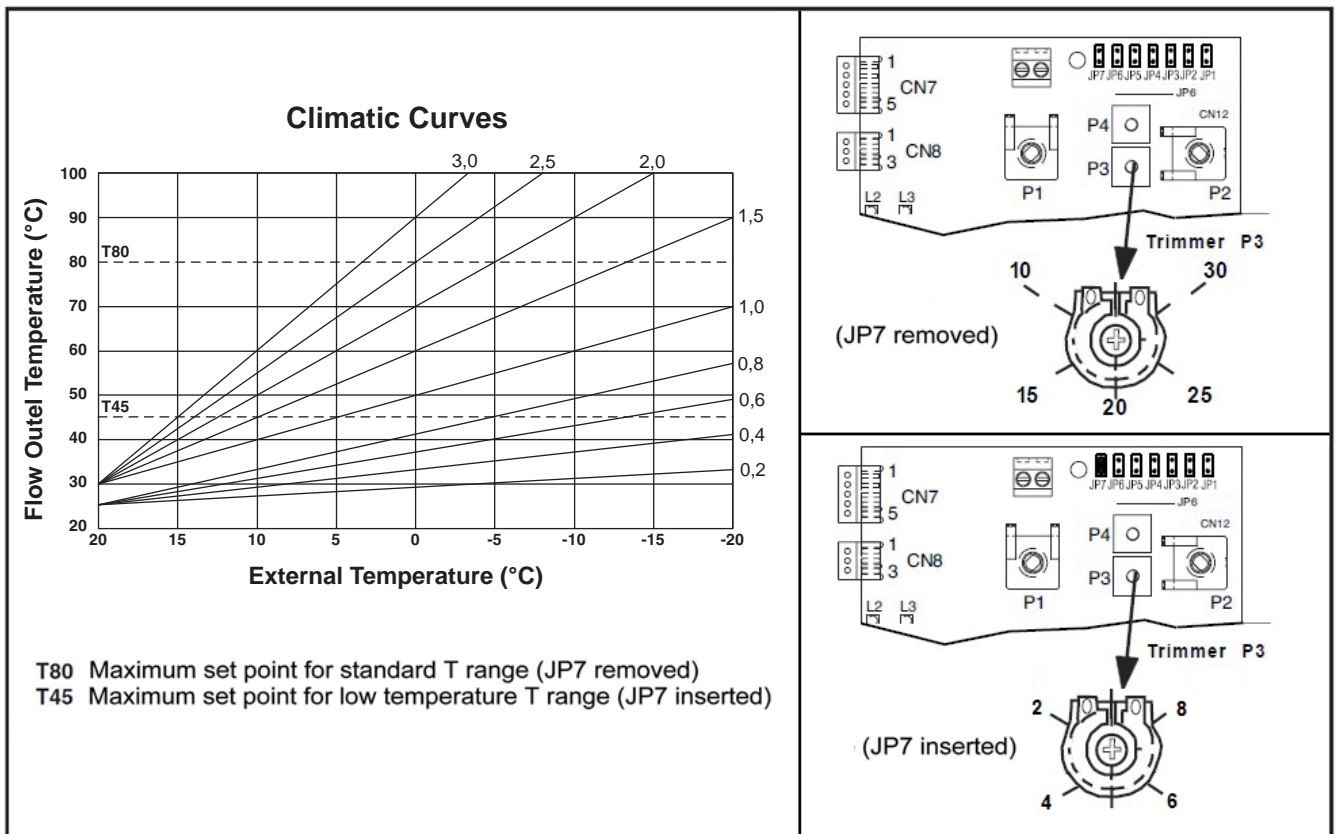 Climatic Curves
3,0
2,5
2,0
1,5
1,0
0,8
0,6
0,4
0,2
Flow Outel Temperature (°C)
100
90
80
70
60
50
40
30
20
T80
T45
20 15 10 5 0 -5 -10 -15 -20
External Temperature (°C)
T80 Maximum set point for standard T range (JP7 removed)
T45 Maximum set point for low temperature T range (JP7 inserted)
1
CN7
5
1
CN8
3
L2 L3
JP7 JP6 JP5 JP4 JP3 JP2 JP1
JP6
P4
CN12
P3
P1
P2
Trimmer P3
10
30
(JP7 removed)
15
20
25
1
CN7
5
1
CN8
3
L2 L3
JP7 JP6 JP5 JP4 JP3 JP2 JP1
JP6
P4
CN12
P3
P1
P2
Trimmer P3
2
8
(JP7 inserted)
4
6